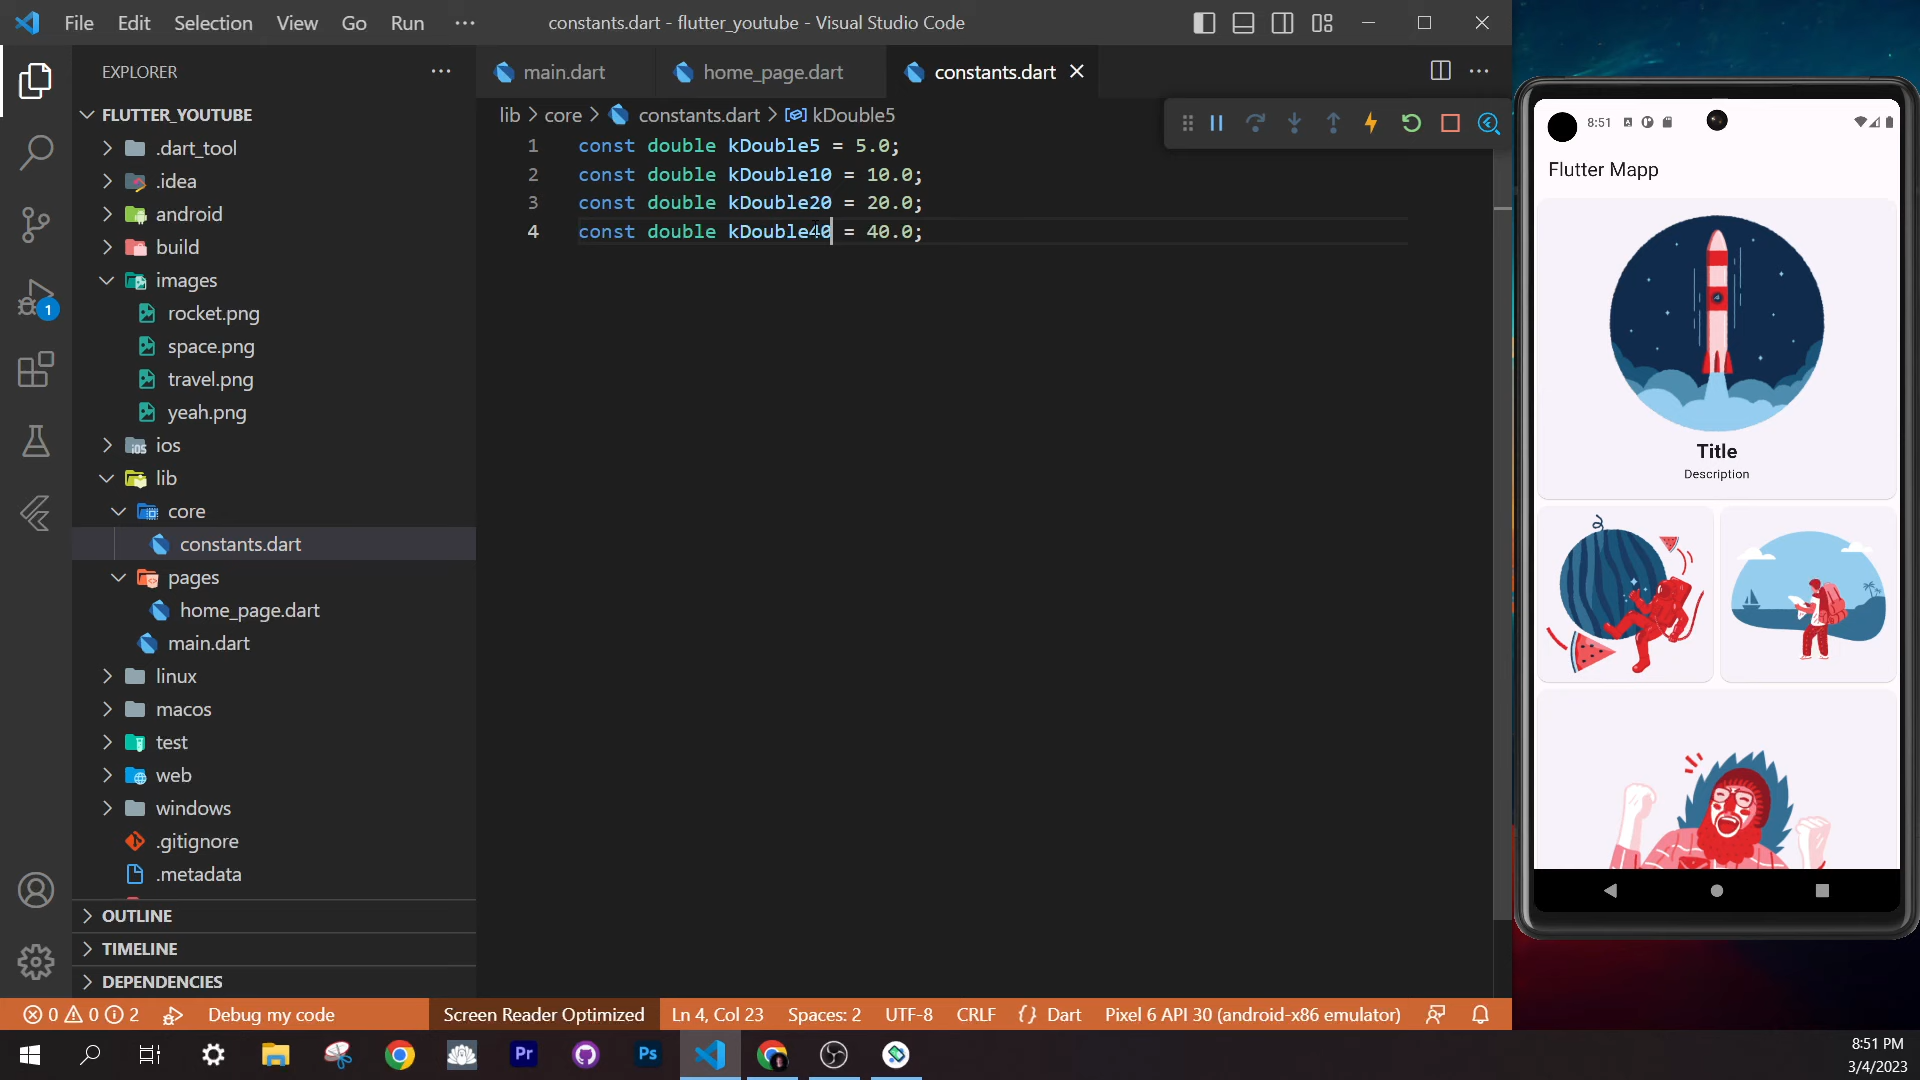 File Edit Selection View Go Run ··· constants.dart - flutter_youtube - Visual Studio Code
EXPLORER
main.dart
home_page.dart
constants.dart
FLUTTER_YOUTUBE
lib > core > constants.dart > kDouble5
.dart_tool
.idea
android
build
images
rocket.png
space.png
travel.png
yeah.png
ios
lib
core
constants.dart
pages
home_page.dart
main.dart
linux
macos
test
web
windows
.gitignore
.metadata
OUTLINE
TIMELINE
DEPENDENCIES
1
1 const double kDouble5 = 5.0;
2 const double kDouble10 = 10.0;
3 const double kDouble20 = 20.0;
4 const double kDouble40 = 40.0;
8:51
Flutter Mapp
Title
Description
0 0 2 Debug my code Screen Reader Optimized Ln 4, Col 23 Spaces: 2 UTF-8 CRLF {} Dart Pixel 6 API 30 (android-x86 emulator)
Pr
Ps
8:51 PM
3/4/2023